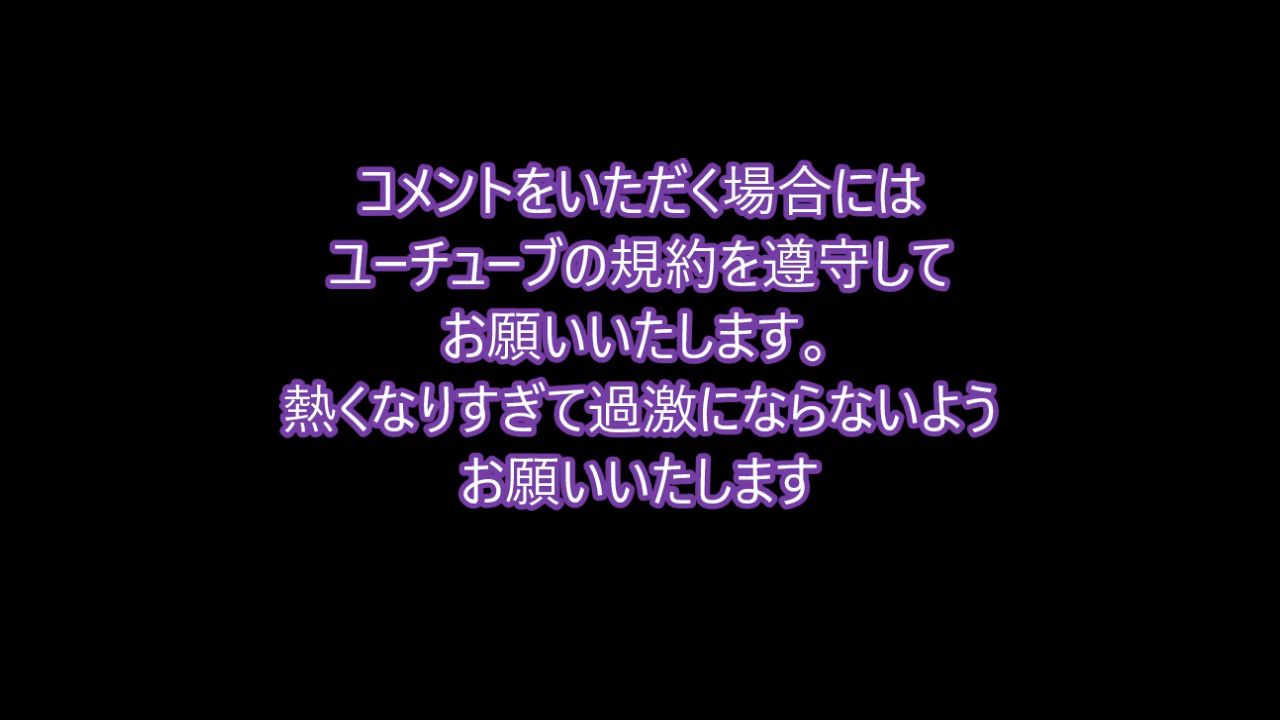 コメントをいただく場合には
ユーチューブの規約を遵守して
お願いいたします。
熱くなりすぎて過激にならないよう
お願いいたします